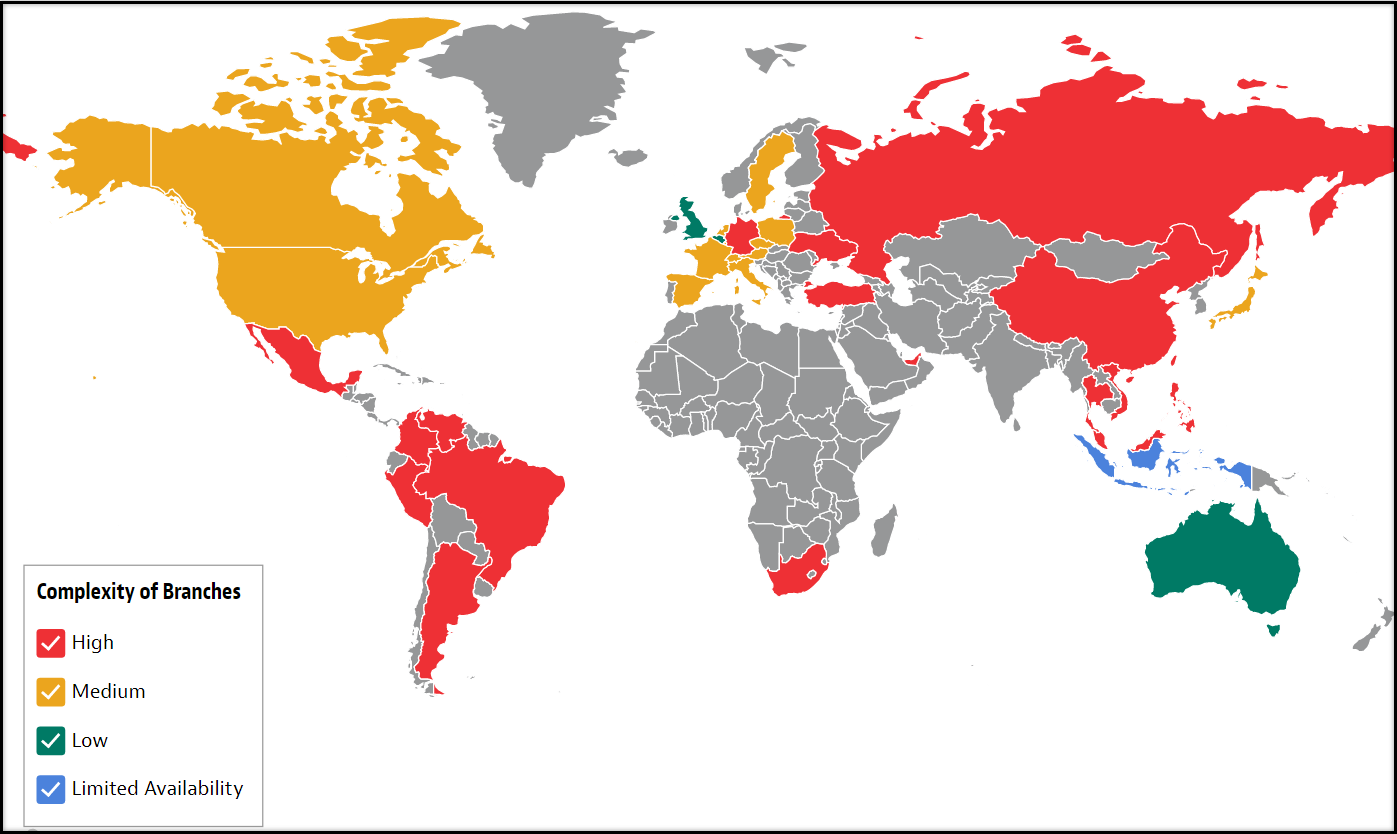 Complexity of Branches
High
Medium
Low
Limited Availability